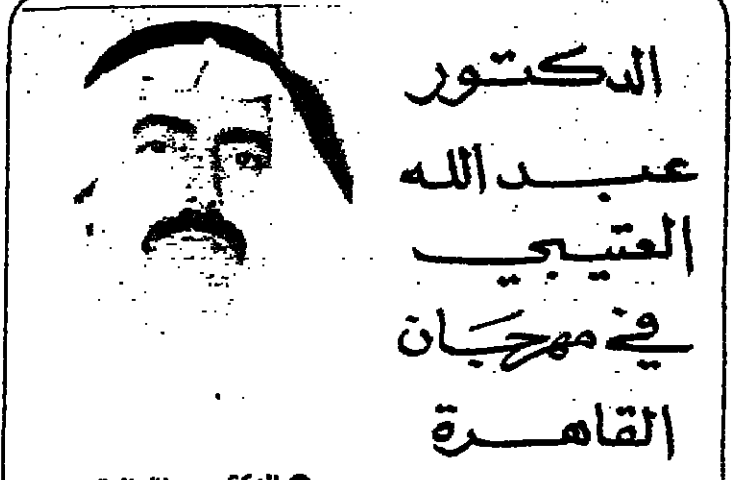 الدكتور
عبد الله
العتيبي
في مهرجان
القاهرة